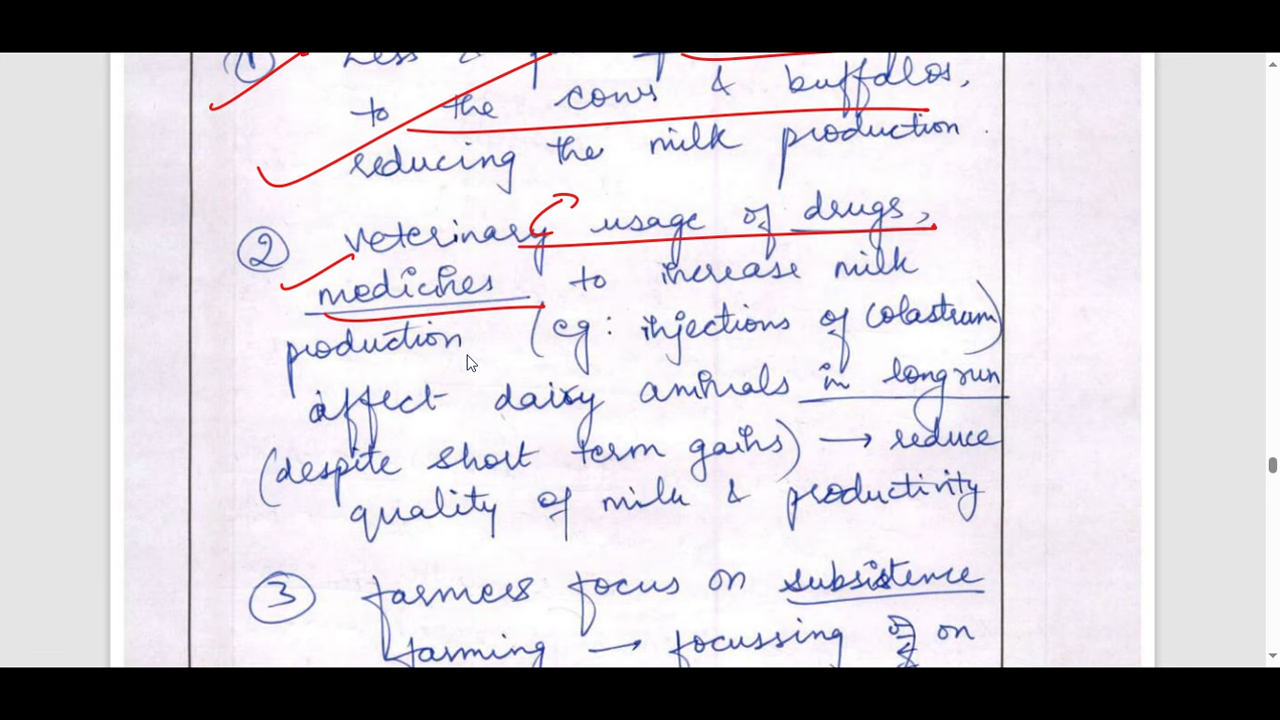 ① Less &
to the cows & buffalos,
reducing the milk production
② Veterinary usage of drugs,
medicines to increase milk
production (eg: injections of Colastrum)
affect dairy animals in long run
(despite short term gains) → reduce
quality of milk & productivity
③ farmers focus on subsistence
farming → focussing on